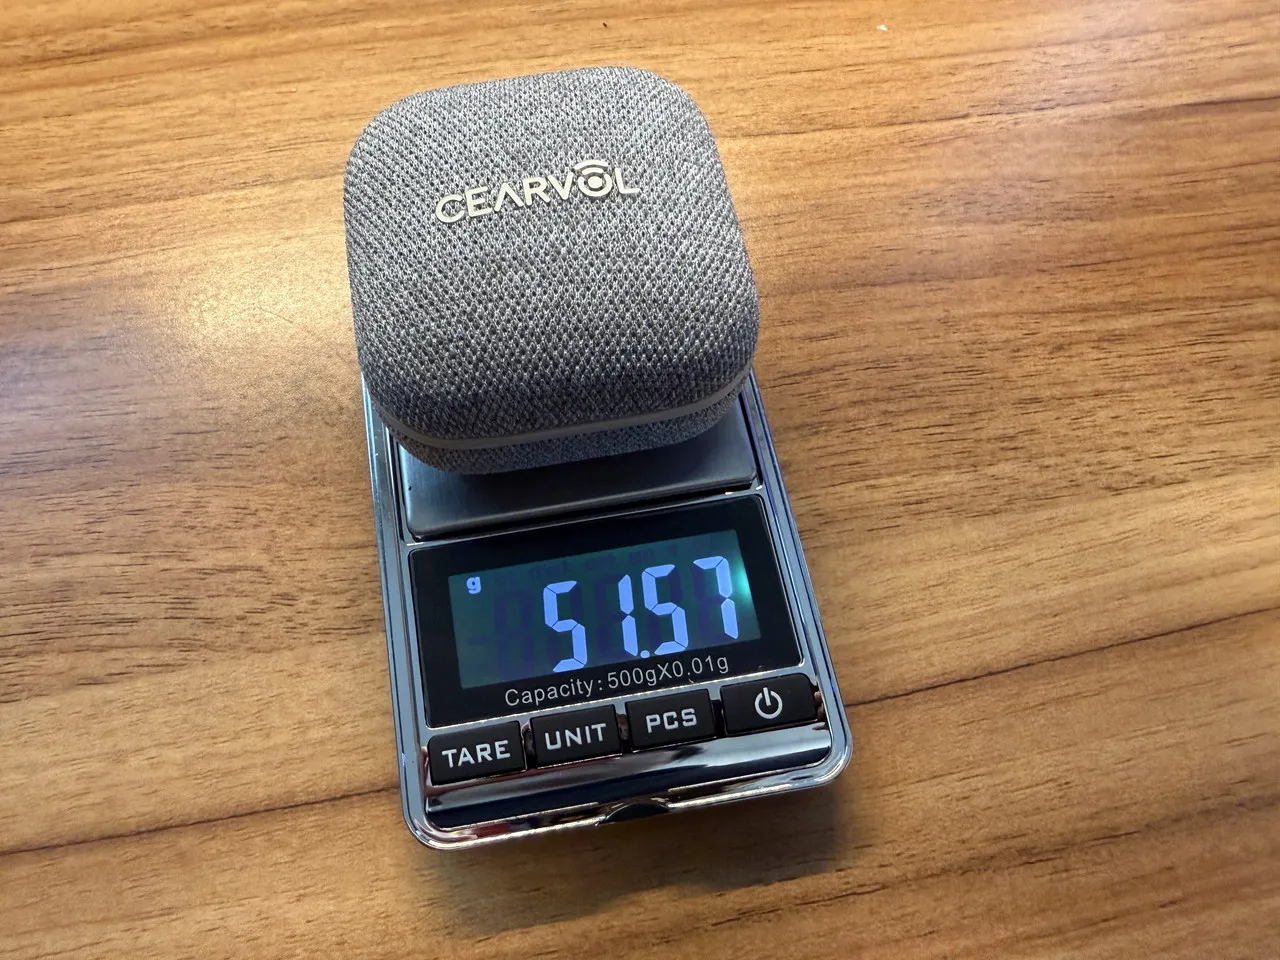 CEARVOL
g
51.57
Capacity: 500gX0.01g
TARE UNIT PCS